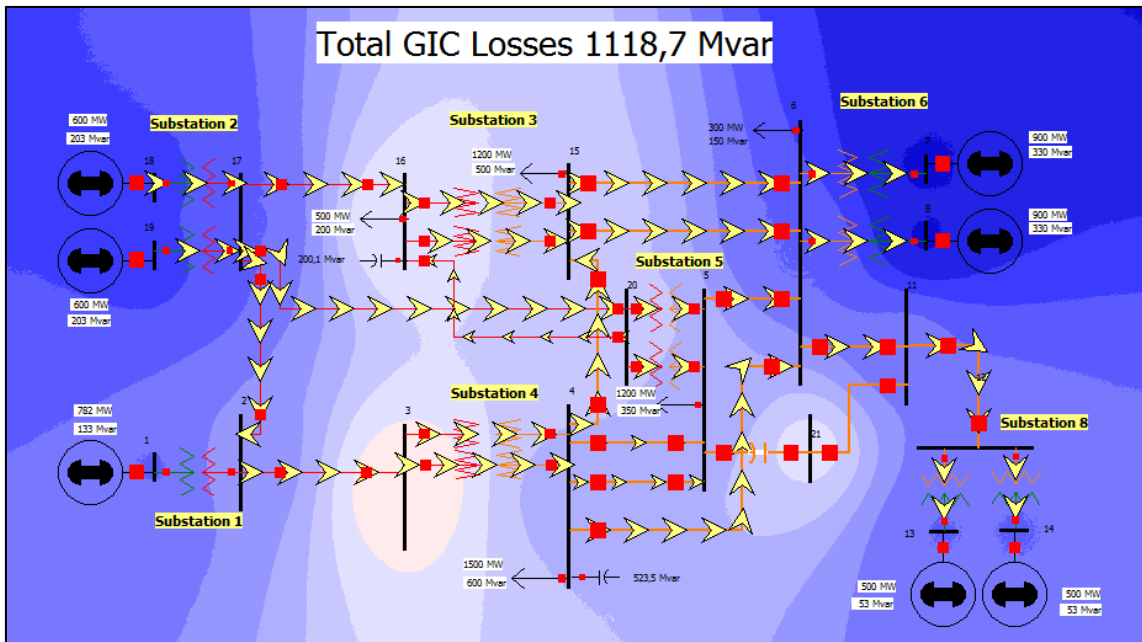 Total GIC Losses 1118,7 Mvar
600 MW
203 Mvar
Substation 2
18
17
19
600 MW
203 Mvar
Substation 3
16
15
1200 MW
500 Mvar
500 MW
200 Mvar
200,1 Mvar
6
300 MW
150 Mvar
Substation 6
7
900 MW
330 Mvar
8
900 MW
330 Mvar
Substation 5
20
5
11
1200 MW
350 Mvar
782 MW
133 Mvar
1
2
Substation 1
Substation 4
3
4
21
1500 MW
600 Mvar
523,5 Mvar
12
Substation 8
13
14
500 MW
53 Mvar
500 MW
53 Mvar